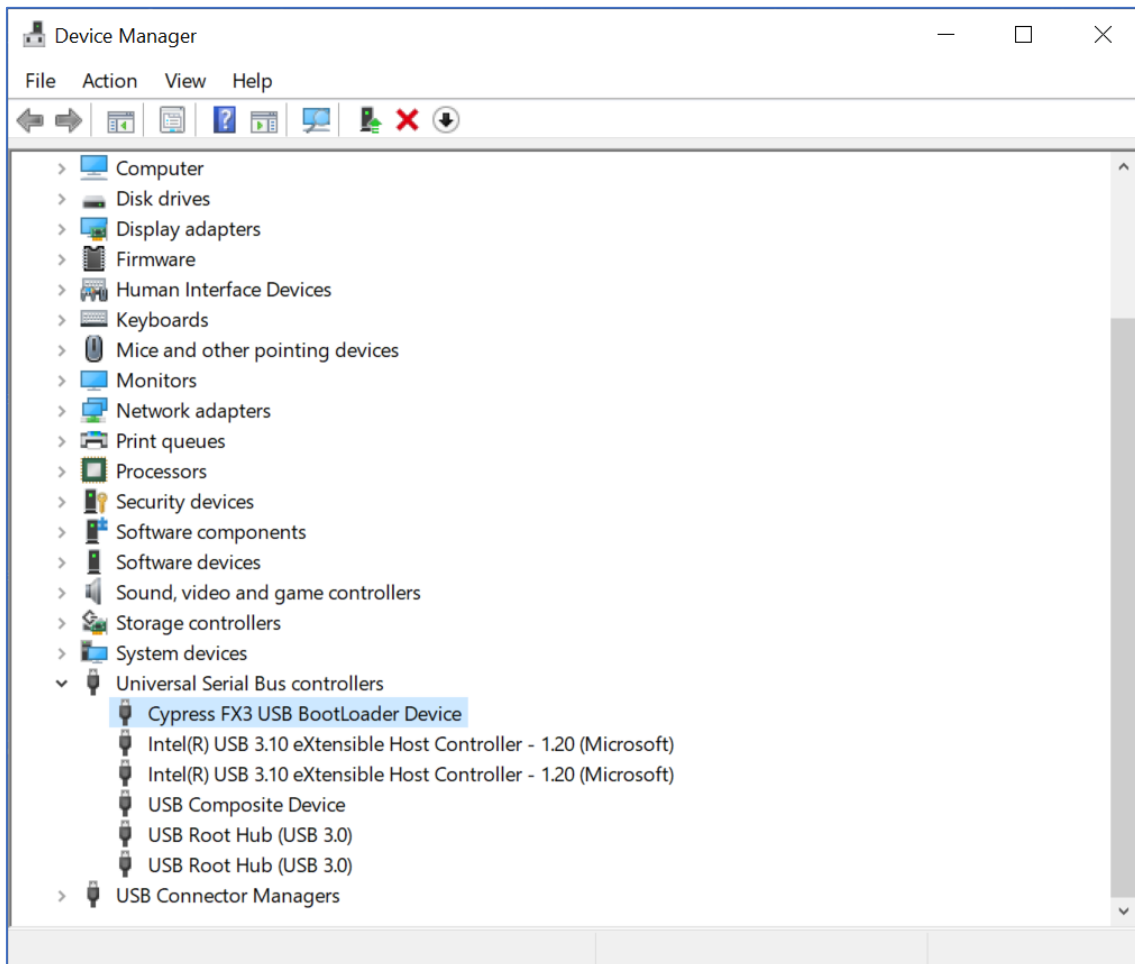 Device Manager
File Action View Help
Computer
Disk drives
Display adapters
Firmware
Human Interface Devices
Keyboards
Mice and other pointing devices
Monitors
Network adapters
Print queues
Processors
Security devices
Software components
Software devices
Sound, video and game controllers
Storage controllers
System devices
Universal Serial Bus controllers
Cypress FX3 USB BootLoader Device
Intel(R) USB 3.10 eXtensible Host Controller - 1.20 (Microsoft)
Intel(R) USB 3.10 eXtensible Host Controller - 1.20 (Microsoft)
USB Composite Device
USB Root Hub (USB 3.0)
USB Root Hub (USB 3.0)
USB Connector Managers